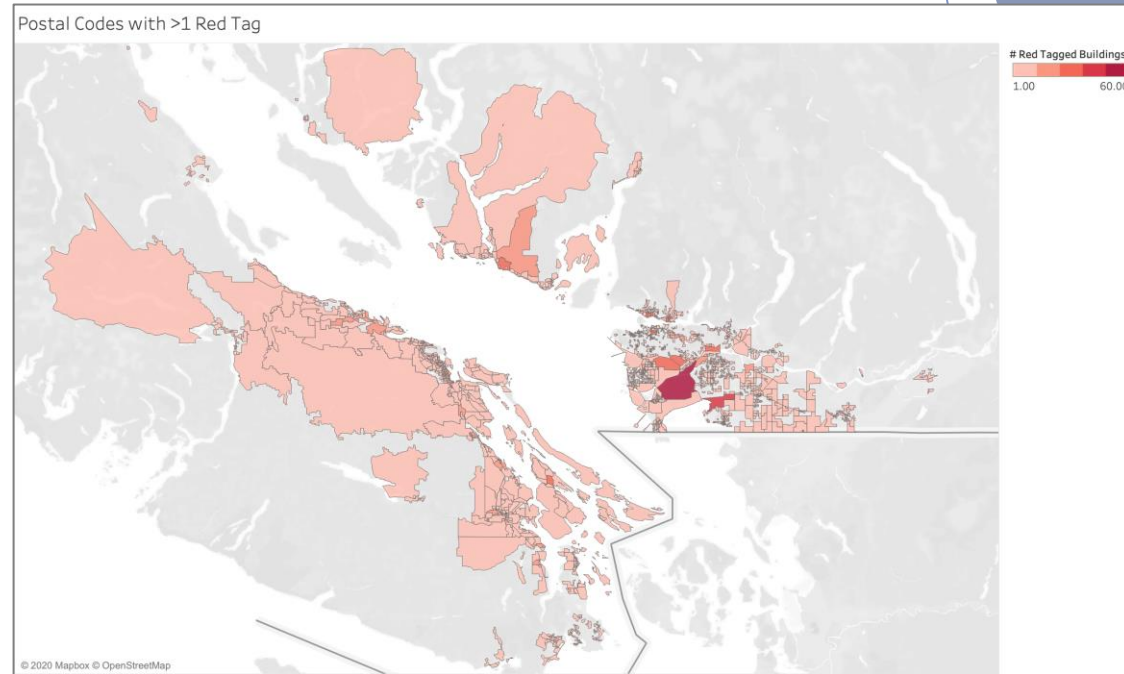 Postal Codes with >1 Red Tag
# Red Tagged Buildings
1.00 60.00
© 2020 Mapbox © OpenStreetMap